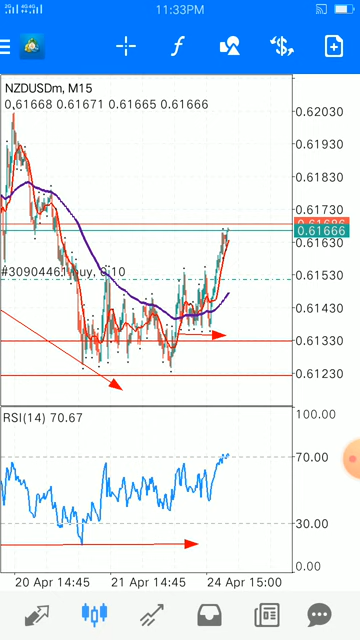 11:33PM
NZDUSDm, M15
0.61668 0.61671 0.61665 0.61666
0.62030
0.61930
0.61830
0.61730
0.61686
0.61666
0.61630
#30904461 buy, 0.10
0.61530
0.61430
0.61330
0.61230
RSI(14) 70.67
100.00
70.00
30.00
0.00
20 Apr 14:45
21 Apr 14:45
24 Apr 15:00